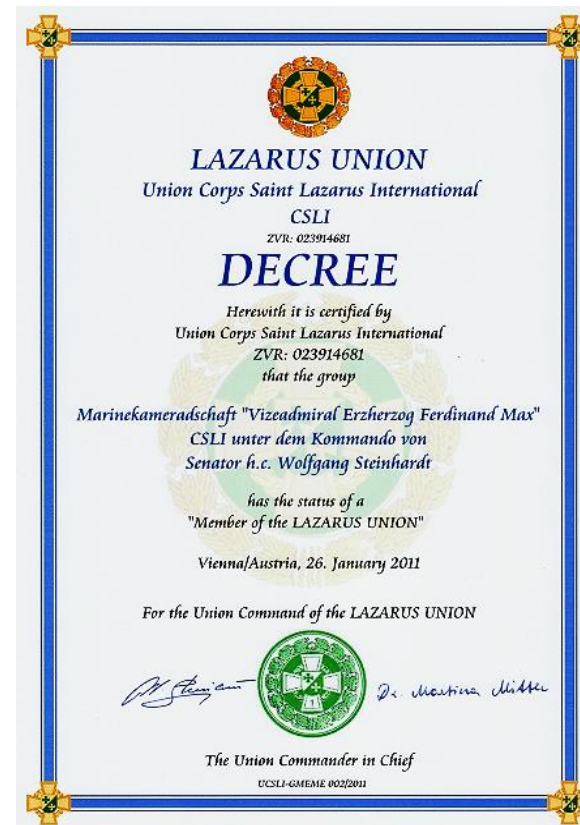 LAZARUS UNION
Union Corps Saint Lazarus International
CSLI
ZVR: 023914681
DECREE
Herewith it is certified by
Union Corps Saint Lazarus International
ZVR: 023914681
that the group
Marinekameradschaft "Vizeadmiral Erzherzog Ferdinand Max"
CSLI unter dem Kommando von
Senator h.c. Wolfgang Steinhardt
has the status of a
"Member of the LAZARUS UNION"
Vienna/Austria, 26. January 2011
For the Union Command of the LAZARUS UNION
Dr. Martina Mitter
The Union Commander in Chief
UCSLI-GMEME 002/2011